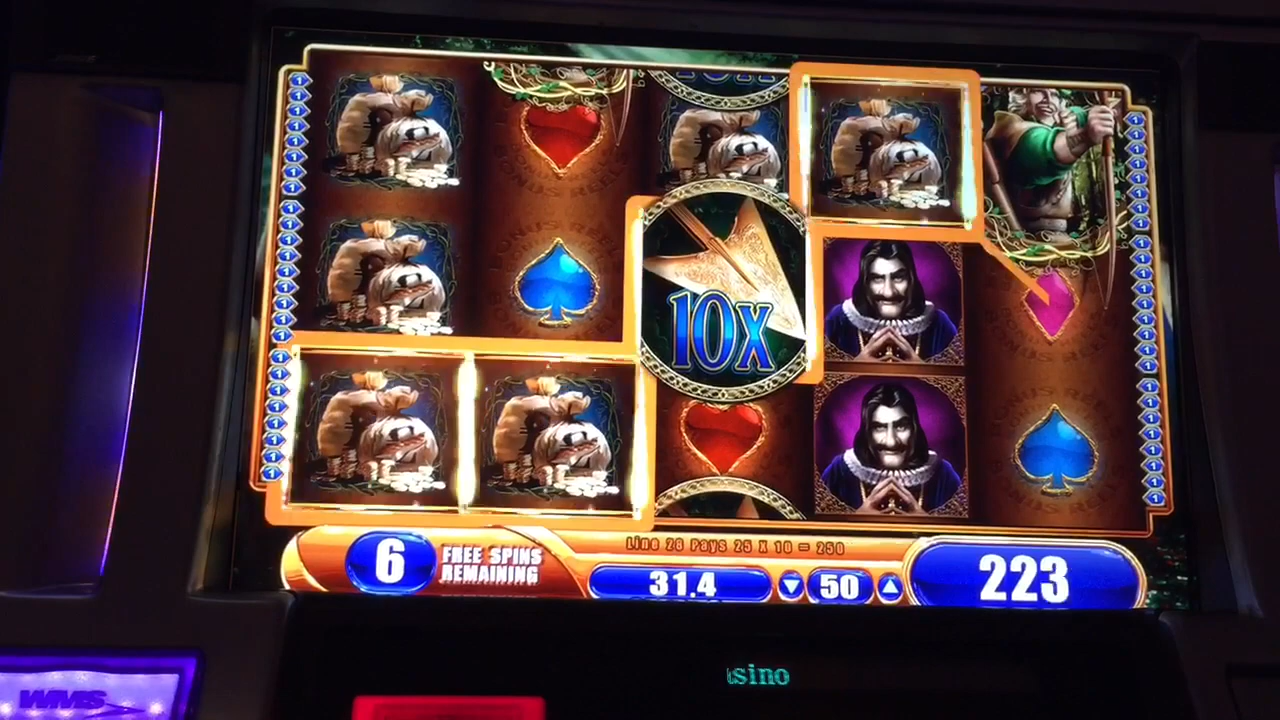 10X
6
FREE SPINS
REMAINING
Line 28 Pays 25 X 10 = 250
31.4
50
223
sino
WMS